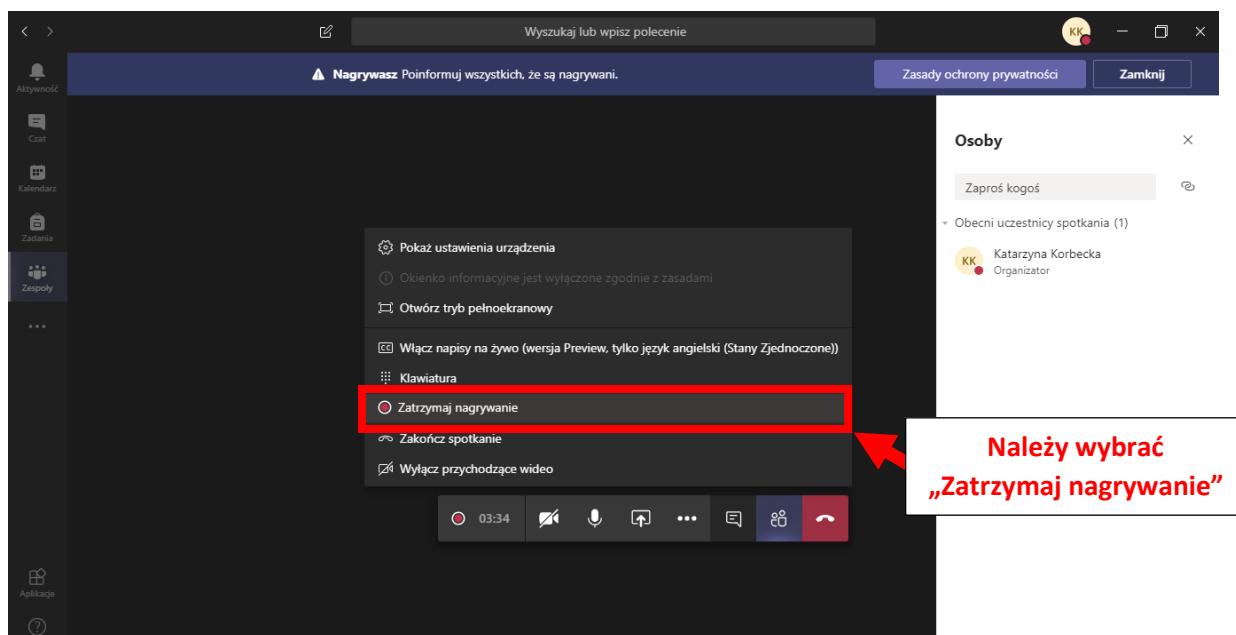 Wyszukaj lub wpisz polecenie
KK
Nagrywasz Poinformuj wszystkich, że są nagrywani.
Zasady ochrony prywatności
Zamknij
Aktywność
Czat
Kalendarz
Zadania
Zespoły
Aplikacje
Osoby
Zaproś kogoś
Obecni uczestnicy spotkania (1)
KK
Katarzyna Korbecka
Organizator
Pokaż ustawienia urządzenia
Okienko informacyjne jest wyłączone zgodnie z zasadami
Otwórz tryb pełnoekranowy
CC Włącz napisy na żywo (wersja Preview, tylko język angielski (Stany Zjednoczone))
Klawiatura
Zatrzymaj nagrywanie
Zakończ spotkanie
Wyłącz przychodzące wideo
03:34
Należy wybrać
„Zatrzymaj nagrywanie”